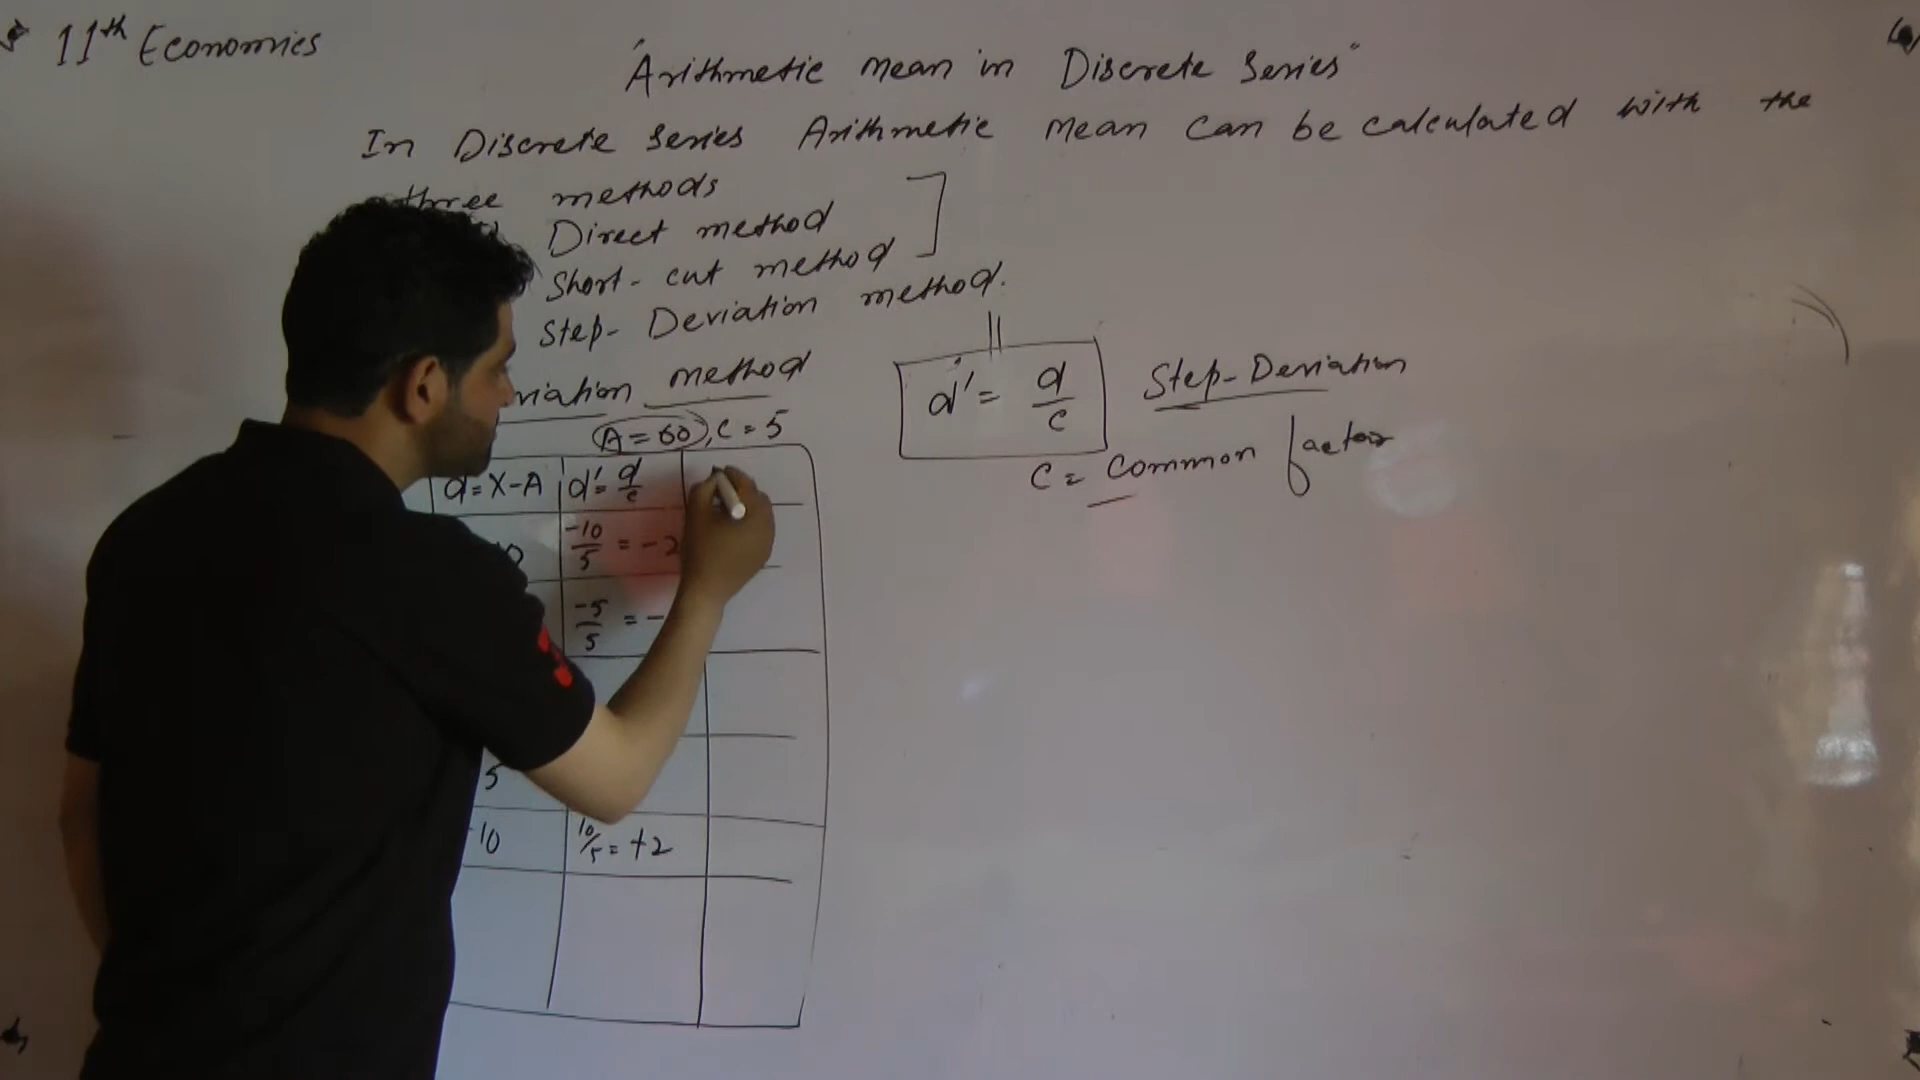 11th Economics
"Arithmetic mean in Discrete Series"
In Discrete Series Arithmetic Mean can be calculated with the
three methods
Direct method
Short-cut method
Step-Deviation method.
viation method
A = 60, C = 5
d' = d/c
Step-Deviation
C = Common factor
d = X-A
d' = d/c
-10/5 = -2
-5/5 = -
5
10
10/5 = +2